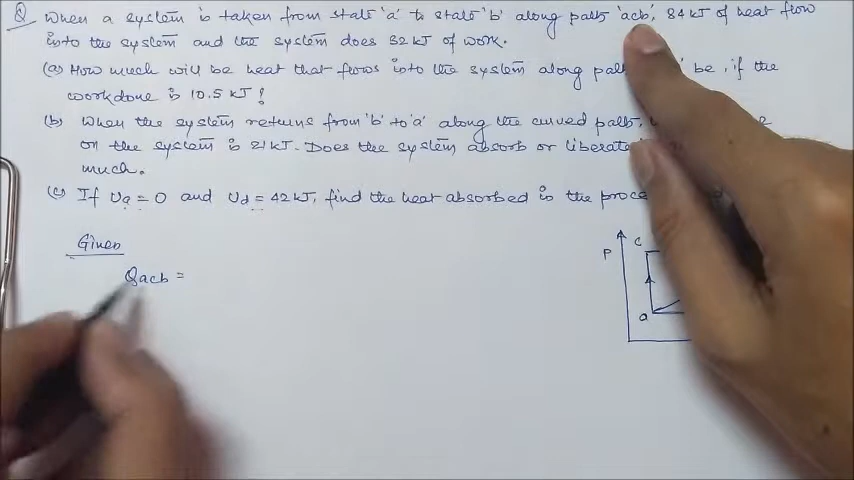 Q When a system is taken from state 'a' to state 'b' along path 'acb', 84 kJ of heat flow
into the system and the system does 32 kJ of work.
(a) How much will be heat that flows into the system along path be, if the
workdone is 10.5 kJ!
(b) When the system returns from 'b' to 'a' along the curved path,
on the system is 21 kJ. Does the system absorb or liberate
much.
(c) If Ua = 0 and Ud = 42 kJ, find the heat absorbed in the
Given
Qacb =
P
c
a